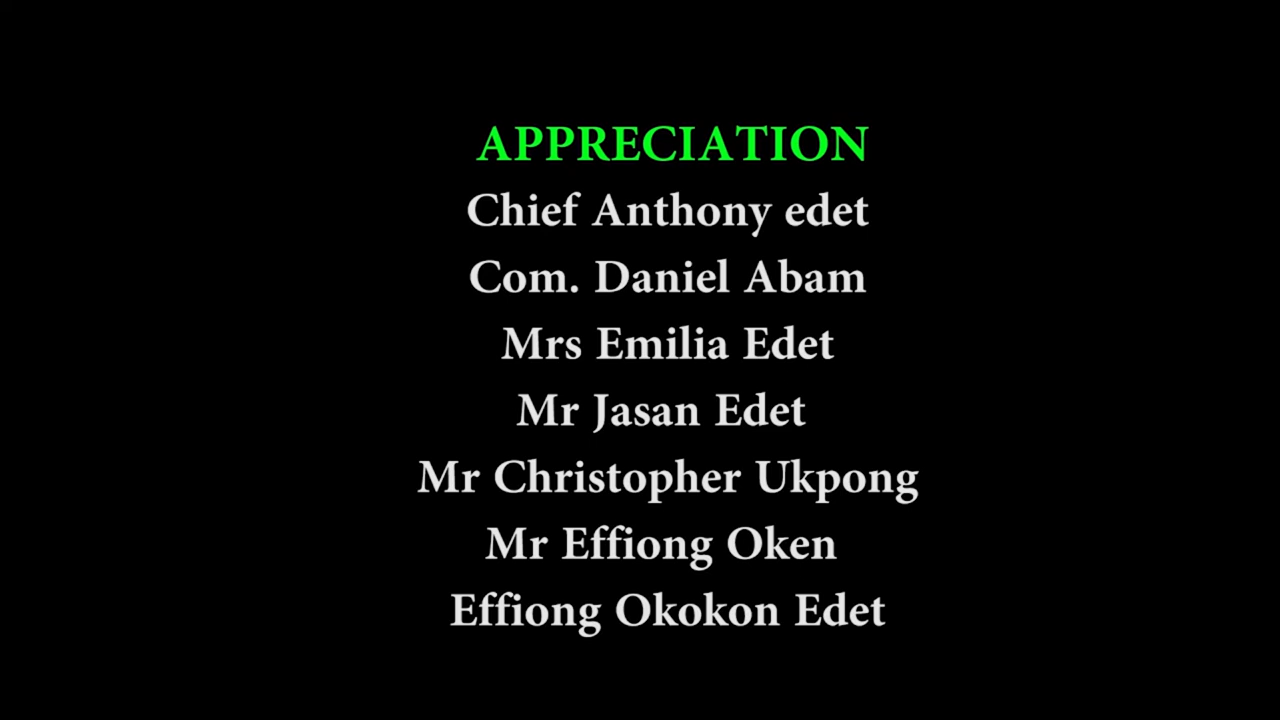 APPRECIATION
Chief Anthony edet
Com. Daniel Abam
Mrs Emilia Edet
Mr Jasan Edet
Mr Christopher Ukpong
Mr Effiong Oken
Effiong Okokon Edet